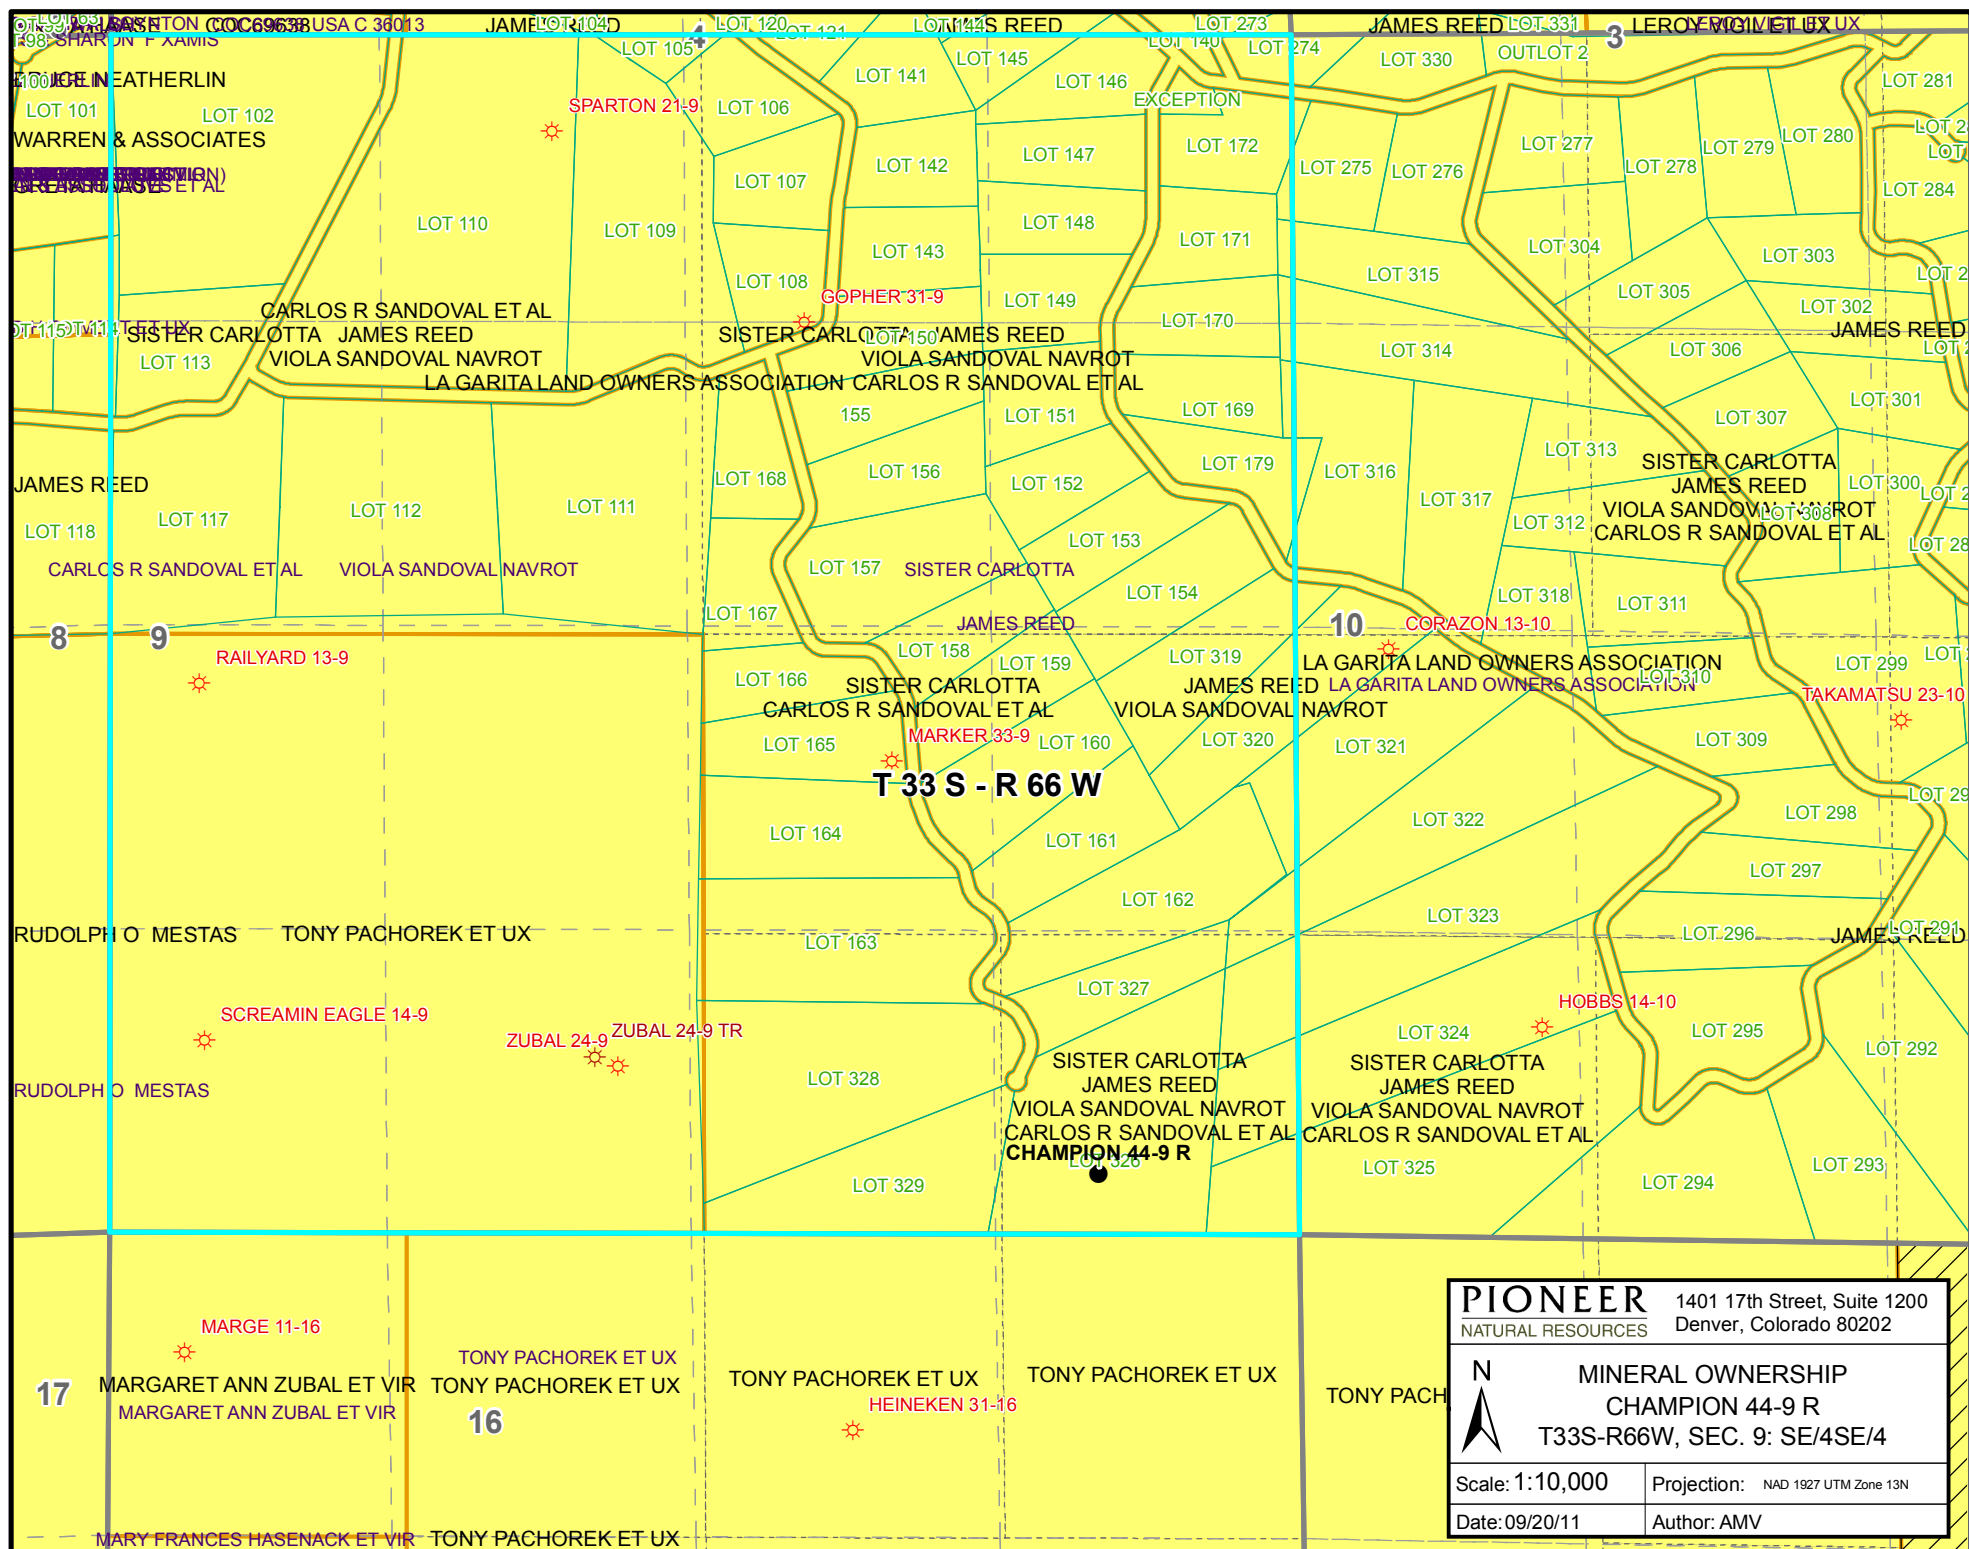 COC69638 USA C 36013
JAMES REED
LOT 104
LOT 120
JAMES REED
LOT 273
JAMES REED
LOT 331
LEROY VIGIL ET UX
4
3
SHARON F XAMIS
LOT 105
LOT 145
LOT 140
LOT 274
LOT 330
OUTLOT 2
BRUCE NEATHERLIN
LOT 141
LOT 146
LOT 281
LOT 101
LOT 102
SPARTON 21-9
LOT 106
EXCEPTION
WARREN & ASSOCIATES
LOT 142
LOT 147
LOT 172
LOT 275
LOT 276
LOT 277
LOT 278
LOT 279
LOT 280
LOT 107
LOT 284
LOT 110
LOT 109
LOT 143
LOT 148
LOT 171
LOT 304
LOT 303
LOT 108
LOT 315
GOPHER 31-9
LOT 149
LOT 305
LOT 302
CARLOS R SANDOVAL ET AL
LOT 170
LOT 115
LOT 114
SISTER CARLOTTA
JAMES REED
SISTER CARLOTTA
JAMES REED
LOT 150
JAMES REED
LOT 113
VIOLA SANDOVAL NAVROT
VIOLA SANDOVAL NAVROT
LOT 314
LOT 306
LA GARITA LAND OWNERS ASSOCIATION
CARLOS R SANDOVAL ET AL
155
LOT 151
LOT 169
LOT 307
LOT 301
LOT 168
LOT 156
LOT 152
LOT 179
LOT 316
LOT 313
SISTER CARLOTTA
JAMES REED
JAMES REED
LOT 300
LOT 118
LOT 117
LOT 112
LOT 111
LOT 317
LOT 312
VIOLA SANDOVAL NAVROT
LOT 308
CARLOS R SANDOVAL ET AL
LOT 153
CARLOS R SANDOVAL ET AL
VIOLA SANDOVAL NAVROT
LOT 157
SISTER CARLOTTA
LOT 154
LOT 318
LOT 311
LOT 167
JAMES REED
8
9
10
CORAZON 13-10
RAILYARD 13-9
LOT 158
LOT 159
LOT 319
LA GARITA LAND OWNERS ASSOCIATION
LOT 299
LOT 166
SISTER CARLOTTA
JAMES REED
LA GARITA LAND OWNERS ASSOCIATION
LOT 310
TAKAMATSU 23-10
CARLOS R SANDOVAL ET AL
VIOLA SANDOVAL NAVROT
LOT 165
MARKER 33-9
LOT 160
LOT 320
LOT 321
LOT 309
T 33 S - R 66 W
LOT 164
LOT 161
LOT 322
LOT 298
LOT 162
LOT 297
RUDOLPH O MESTAS
TONY PACHOREK ET UX
LOT 163
LOT 323
LOT 296
LOT 291
JAMES REED
LOT 327
SCREAMIN EAGLE 14-9
ZUBAL 24-9
ZUBAL 24-9 TR
HOBBS 14-10
LOT 324
LOT 295
LOT 292
LOT 328
SISTER CARLOTTA
SISTER CARLOTTA
RUDOLPH O MESTAS
JAMES REED
JAMES REED
VIOLA SANDOVAL NAVROT
VIOLA SANDOVAL NAVROT
CARLOS R SANDOVAL ET AL
CARLOS R SANDOVAL ET AL
CHAMPION 44-9 R
LOT 326
LOT 325
LOT 329
LOT 294
LOT 293
MARGE 11-16
17
MARGARET ANN ZUBAL ET VIR
MARGARET ANN ZUBAL ET VIR
TONY PACHOREK ET UX
TONY PACHOREK ET UX
16
TONY PACHOREK ET UX
TONY PACHOREK ET UX
HEINEKEN 31-16
TONY PACH
MARY FRANCES HASENACK ET VIR
TONY PACHOREK ET UX
PIONEER
NATURAL RESOURCES
1401 17th Street, Suite 1200
Denver, Colorado 80202
N
MINERAL OWNERSHIP
CHAMPION 44-9 R
T33S-R66W, SEC. 9: SE/4SE/4
Scale: 1:10,000
Projection: NAD 1927 UTM Zone 13N
Date: 09/20/11
Author: AMV